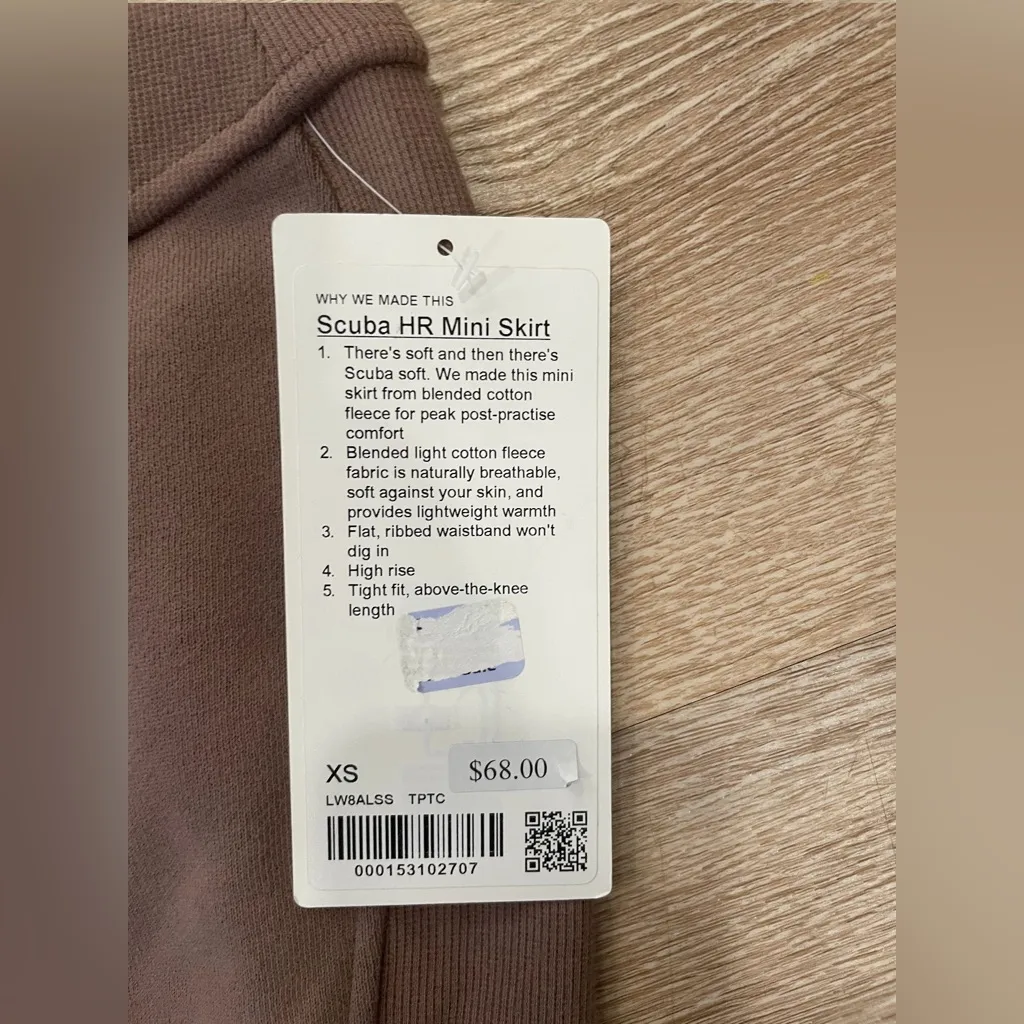 WHY WE MADE THIS
Scuba HR Mini Skirt
1. There's soft and then there's
Scuba soft. We made this mini
skirt from blended cotton
fleece for peak post-practise
comfort
2. Blended light cotton fleece
fabric is naturally breathable,
soft against your skin, and
provides lightweight warmth
3. Flat, ribbed waistband won't
dig in
4. High rise
5. Tight fit, above-the-knee
length
XS
$68.00
LW8ALSS TPTC
000153102707